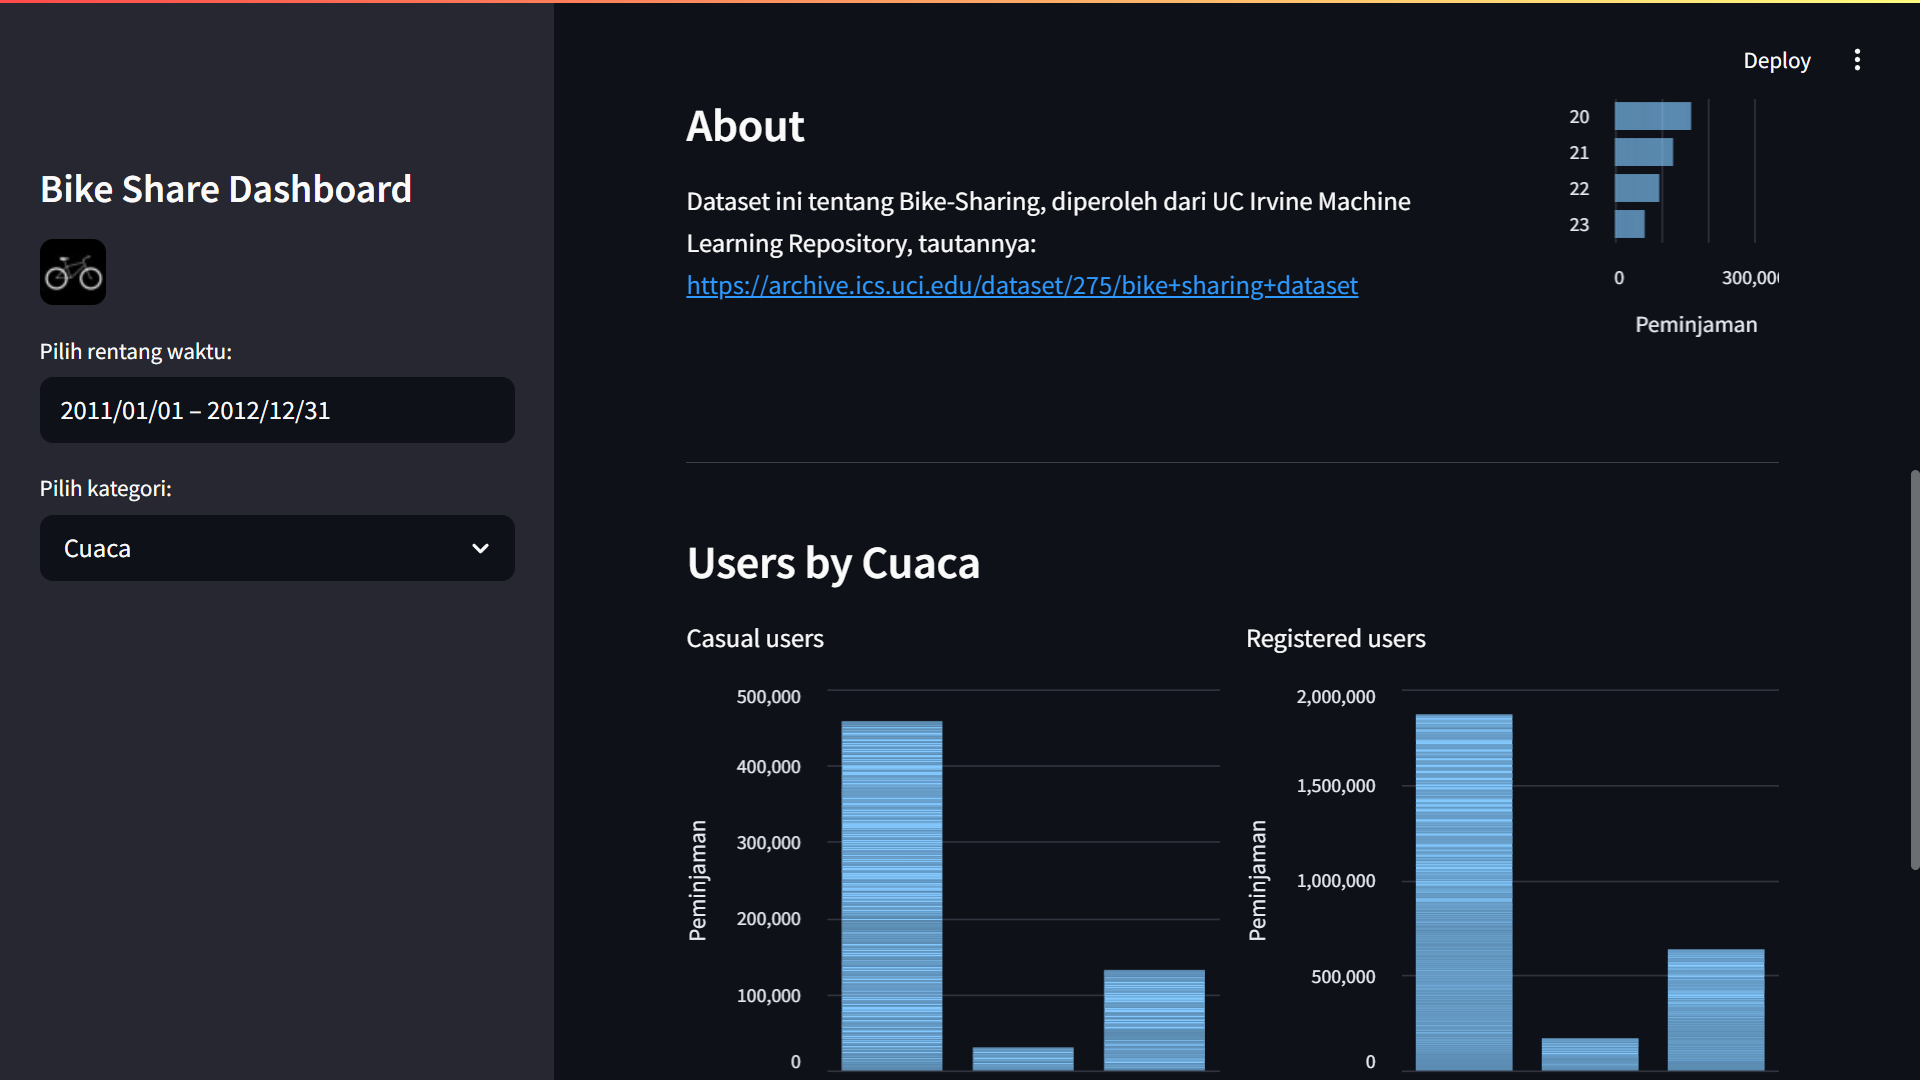 Deploy
Bike Share Dashboard
Pilih rentang waktu:
2011/01/01 – 2012/12/31
Pilih kategori:
Cuaca
About
Dataset ini tentang Bike-Sharing, diperoleh dari UC Irvine Machine
Learning Repository, tautannya:
https://archive.ics.uci.edu/dataset/275/bike+sharing+dataset
20
21
22
23
0 300,00
Peminjaman
Users by Cuaca
Casual users
500,000
400,000
300,000
200,000
100,000
0
Peminjaman
Registered users
2,000,000
1,500,000
1,000,000
500,000
0
Peminjaman